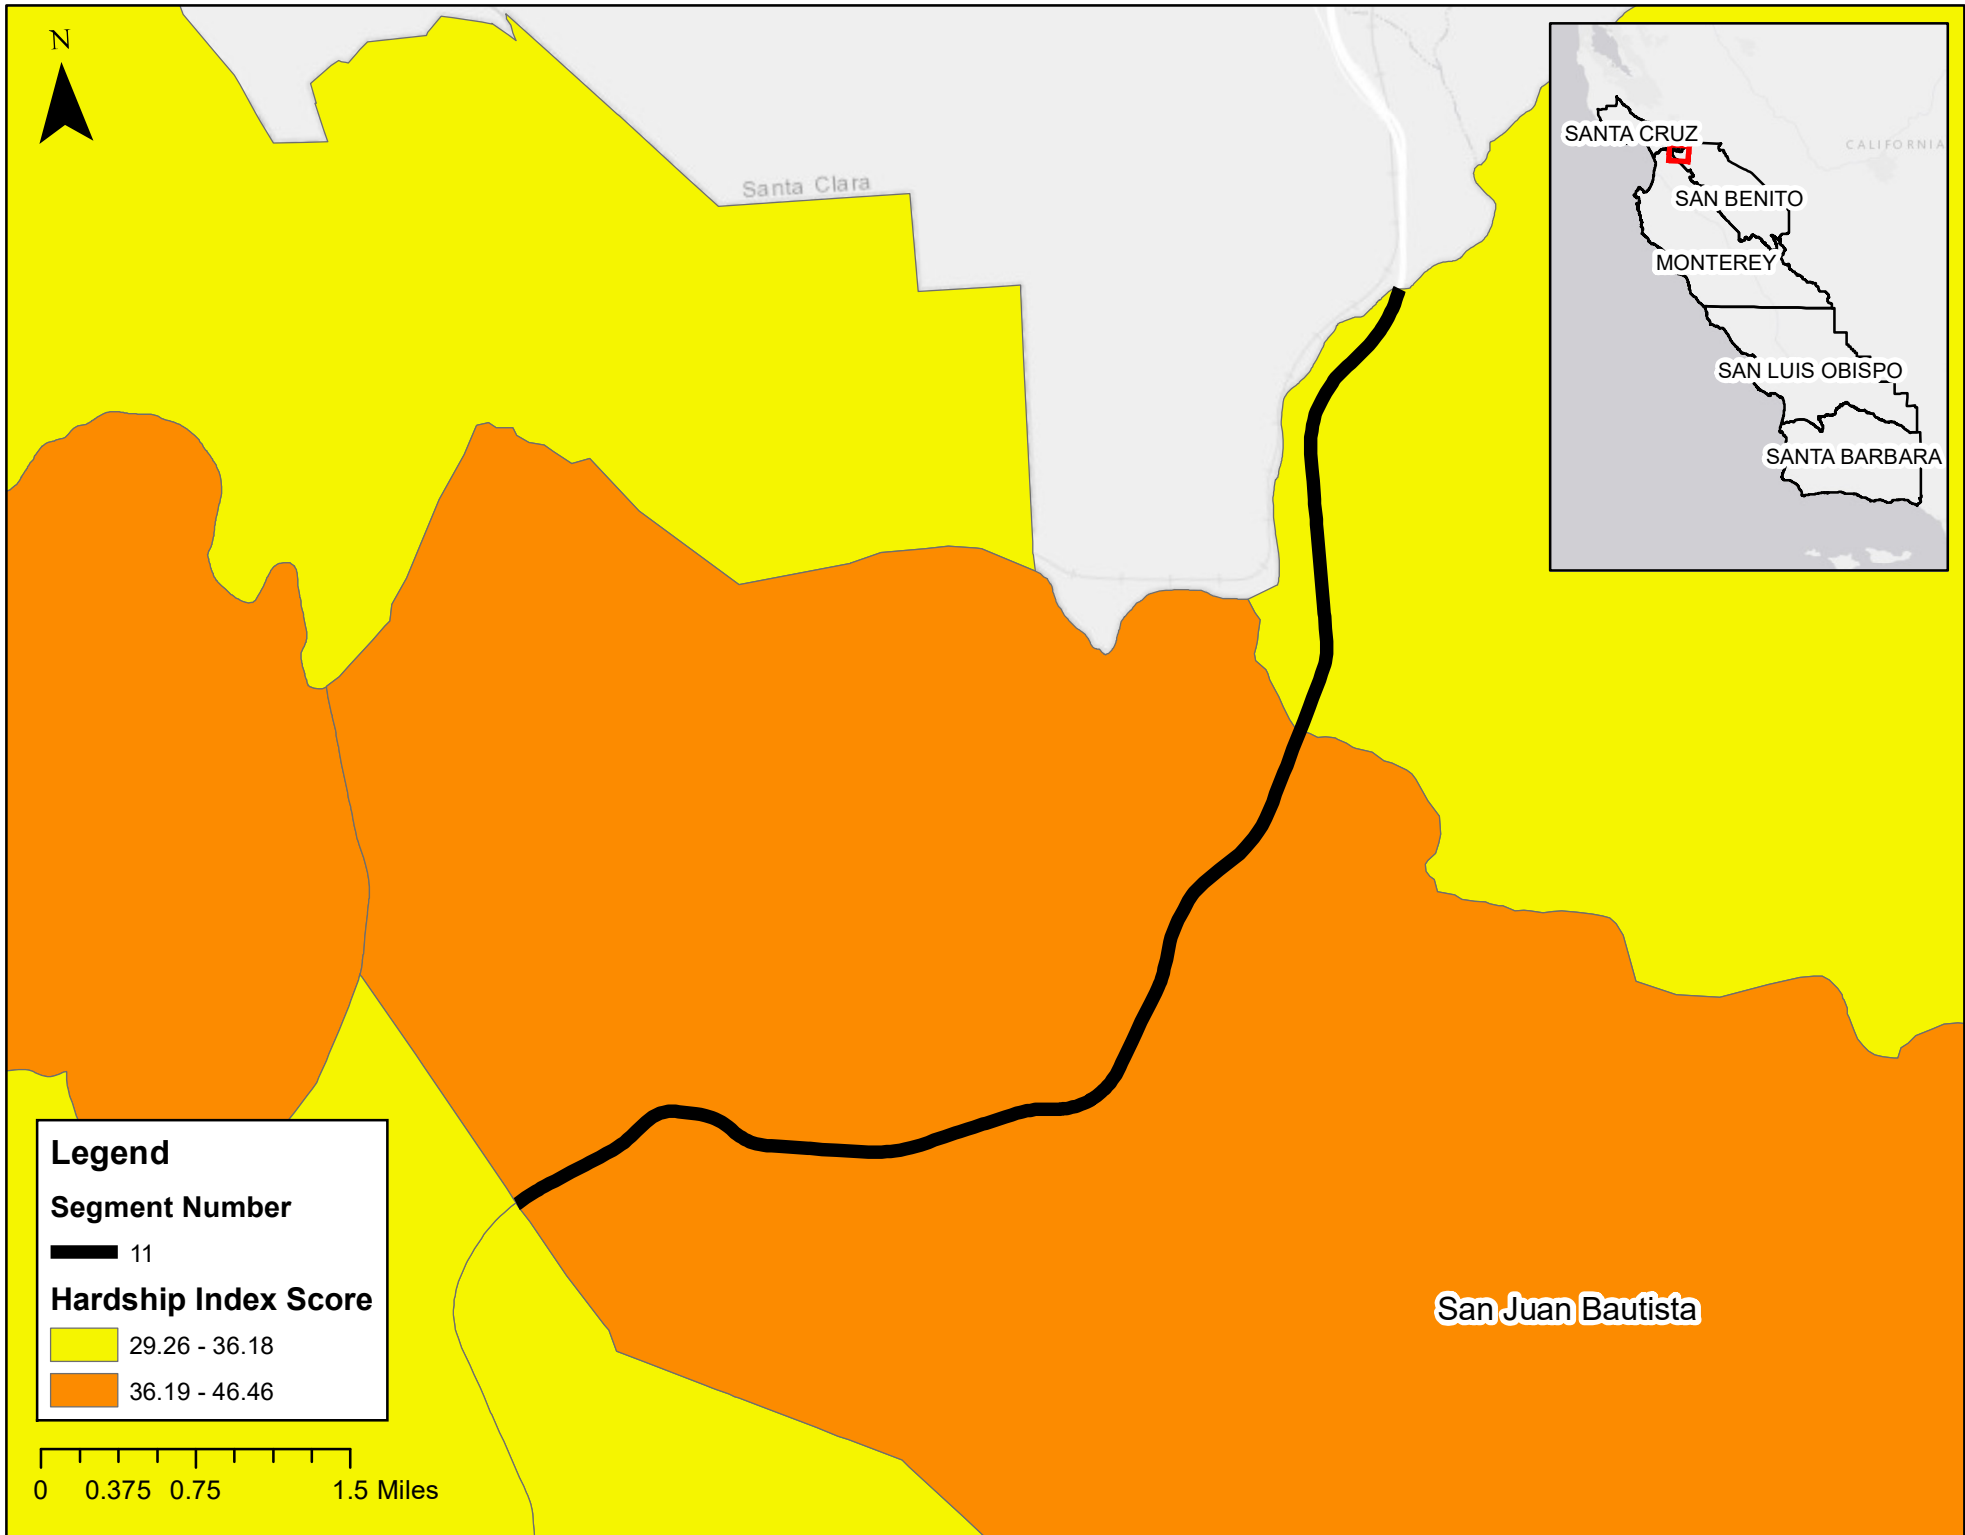 N
Santa Clara
SANTA CRUZ
CALIFORNIA
SAN BENITO
MONTEREY
SAN LUIS OBISPO
SANTA BARBARA
San Juan Bautista
Legend
Segment Number
11
Hardship Index Score
29.26 - 36.18
36.19 - 46.46
0 0.375 0.75 1.5 Miles